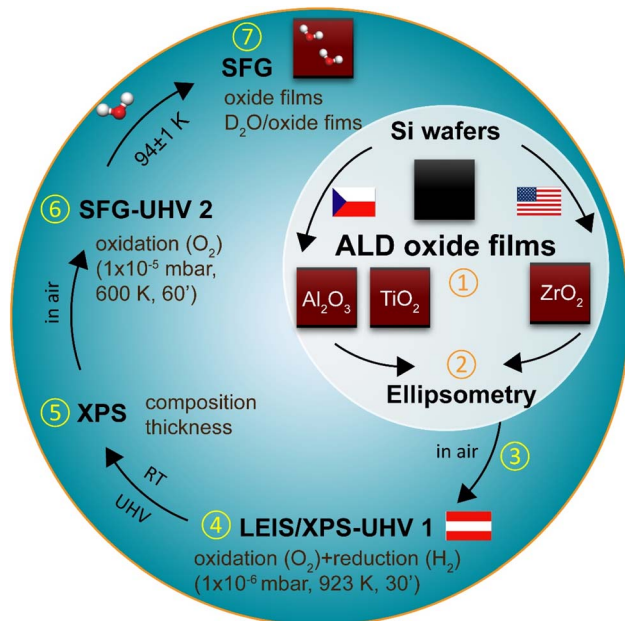 ⑦
SFG
oxide films
D₂O/oxide fims
94±1 K
Si wafers
ALD oxide films
①
Al₂O₃
TiO₂
ZrO₂
②
Ellipsometry
in air
③
④ LEIS/XPS-UHV 1
oxidation (O₂)+reduction (H₂)
(1x10⁻⁶ mbar, 923 K, 30’)
RT
UHV
⑤ XPS
composition
thickness
in air
⑥ SFG-UHV 2
oxidation (O₂)
(1x10⁻⁵ mbar,
600 K, 60’)